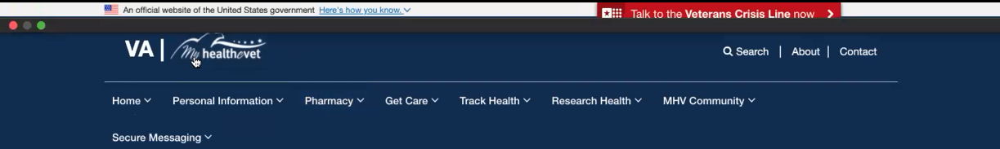 An official website of the United States government Here's how you know.
Talk to the Veterans Crisis Line now
VA | My healthevet
Search | About | Contact
Home Personal Information Pharmacy Get Care Track Health Research Health MHV Community
Secure Messaging